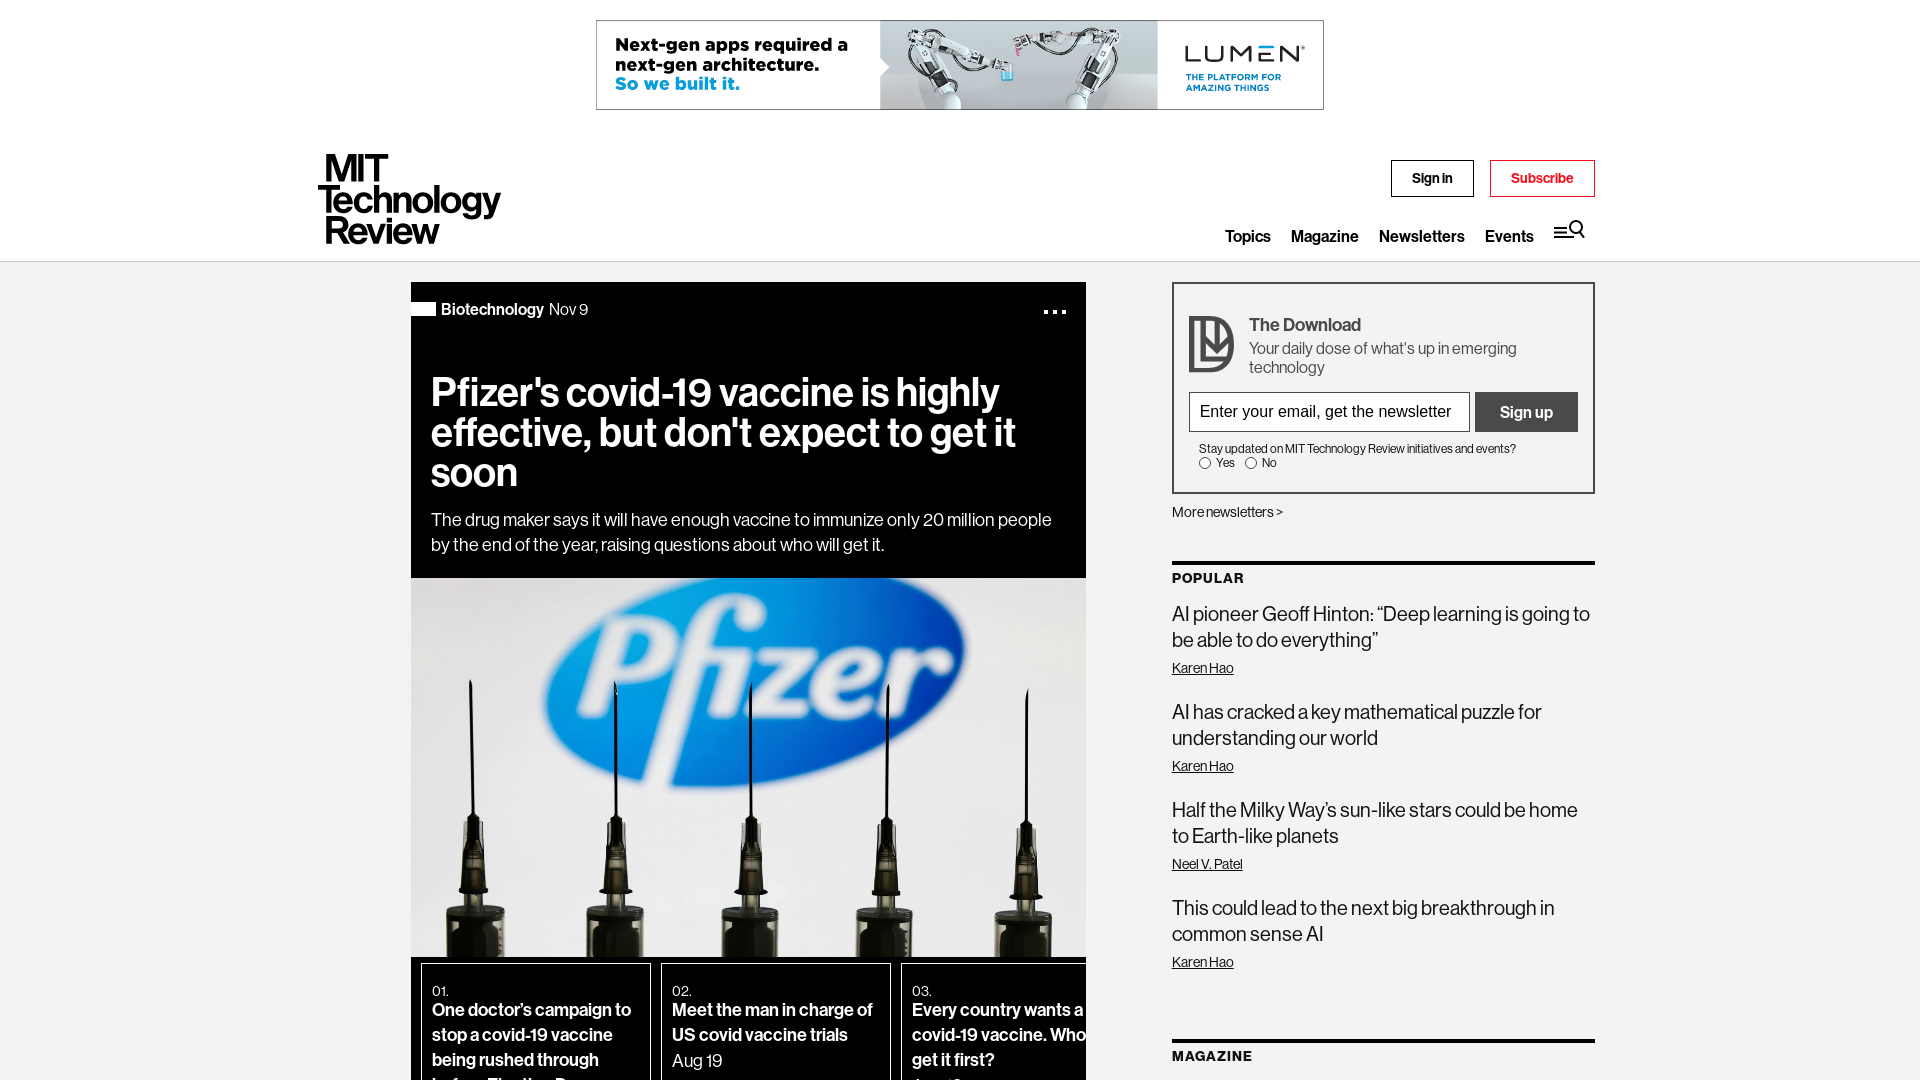 Next-gen apps required a
next-gen architecture.
So we built it.
LUMEN®
THE PLATFORM FOR
AMAZING THINGS
MIT
Technology
Review
Sign in
Subscribe
Topics
Magazine
Newsletters
Events
Biotechnology Nov 9
Pfizer's covid-19 vaccine is highly
effective, but don't expect to get it
soon
The drug maker says it will have enough vaccine to immunize only 20 million people
by the end of the year, raising questions about who will get it.
Pfizer
01.
One doctor’s campaign to
stop a covid-19 vaccine
being rushed through
02.
Meet the man in charge of
US covid vaccine trials
Aug 19
03.
Every country wants a
covid-19 vaccine. Who
get it first?
The Download
Your daily dose of what's up in emerging
technology
Enter your email, get the newsletter
Sign up
Stay updated on MIT Technology Review initiatives and events?
Yes No
More newsletters >
POPULAR
AI pioneer Geoff Hinton: “Deep learning is going to
be able to do everything”
Karen Hao
AI has cracked a key mathematical puzzle for
understanding our world
Karen Hao
Half the Milky Way’s sun-like stars could be home
to Earth-like planets
Neel V. Patel
This could lead to the next big breakthrough in
common sense AI
Karen Hao
MAGAZINE